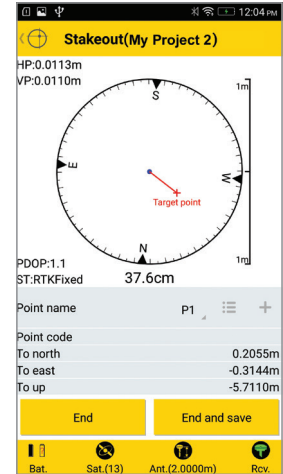 12:04 PM
Stakeout(My Project 2)
HP:0.0113m
VP:0.0110m
1m
S
E
W
Target point
N
PDOP:1.1
1m
ST:RTKFixed
37.6cm
Point name P1
Point code
To north 0.2055m
To east -0.3144m
To up -5.7110m
End End and save
Bat. Sat.(13) Ant.(2.0000m) Rcv.